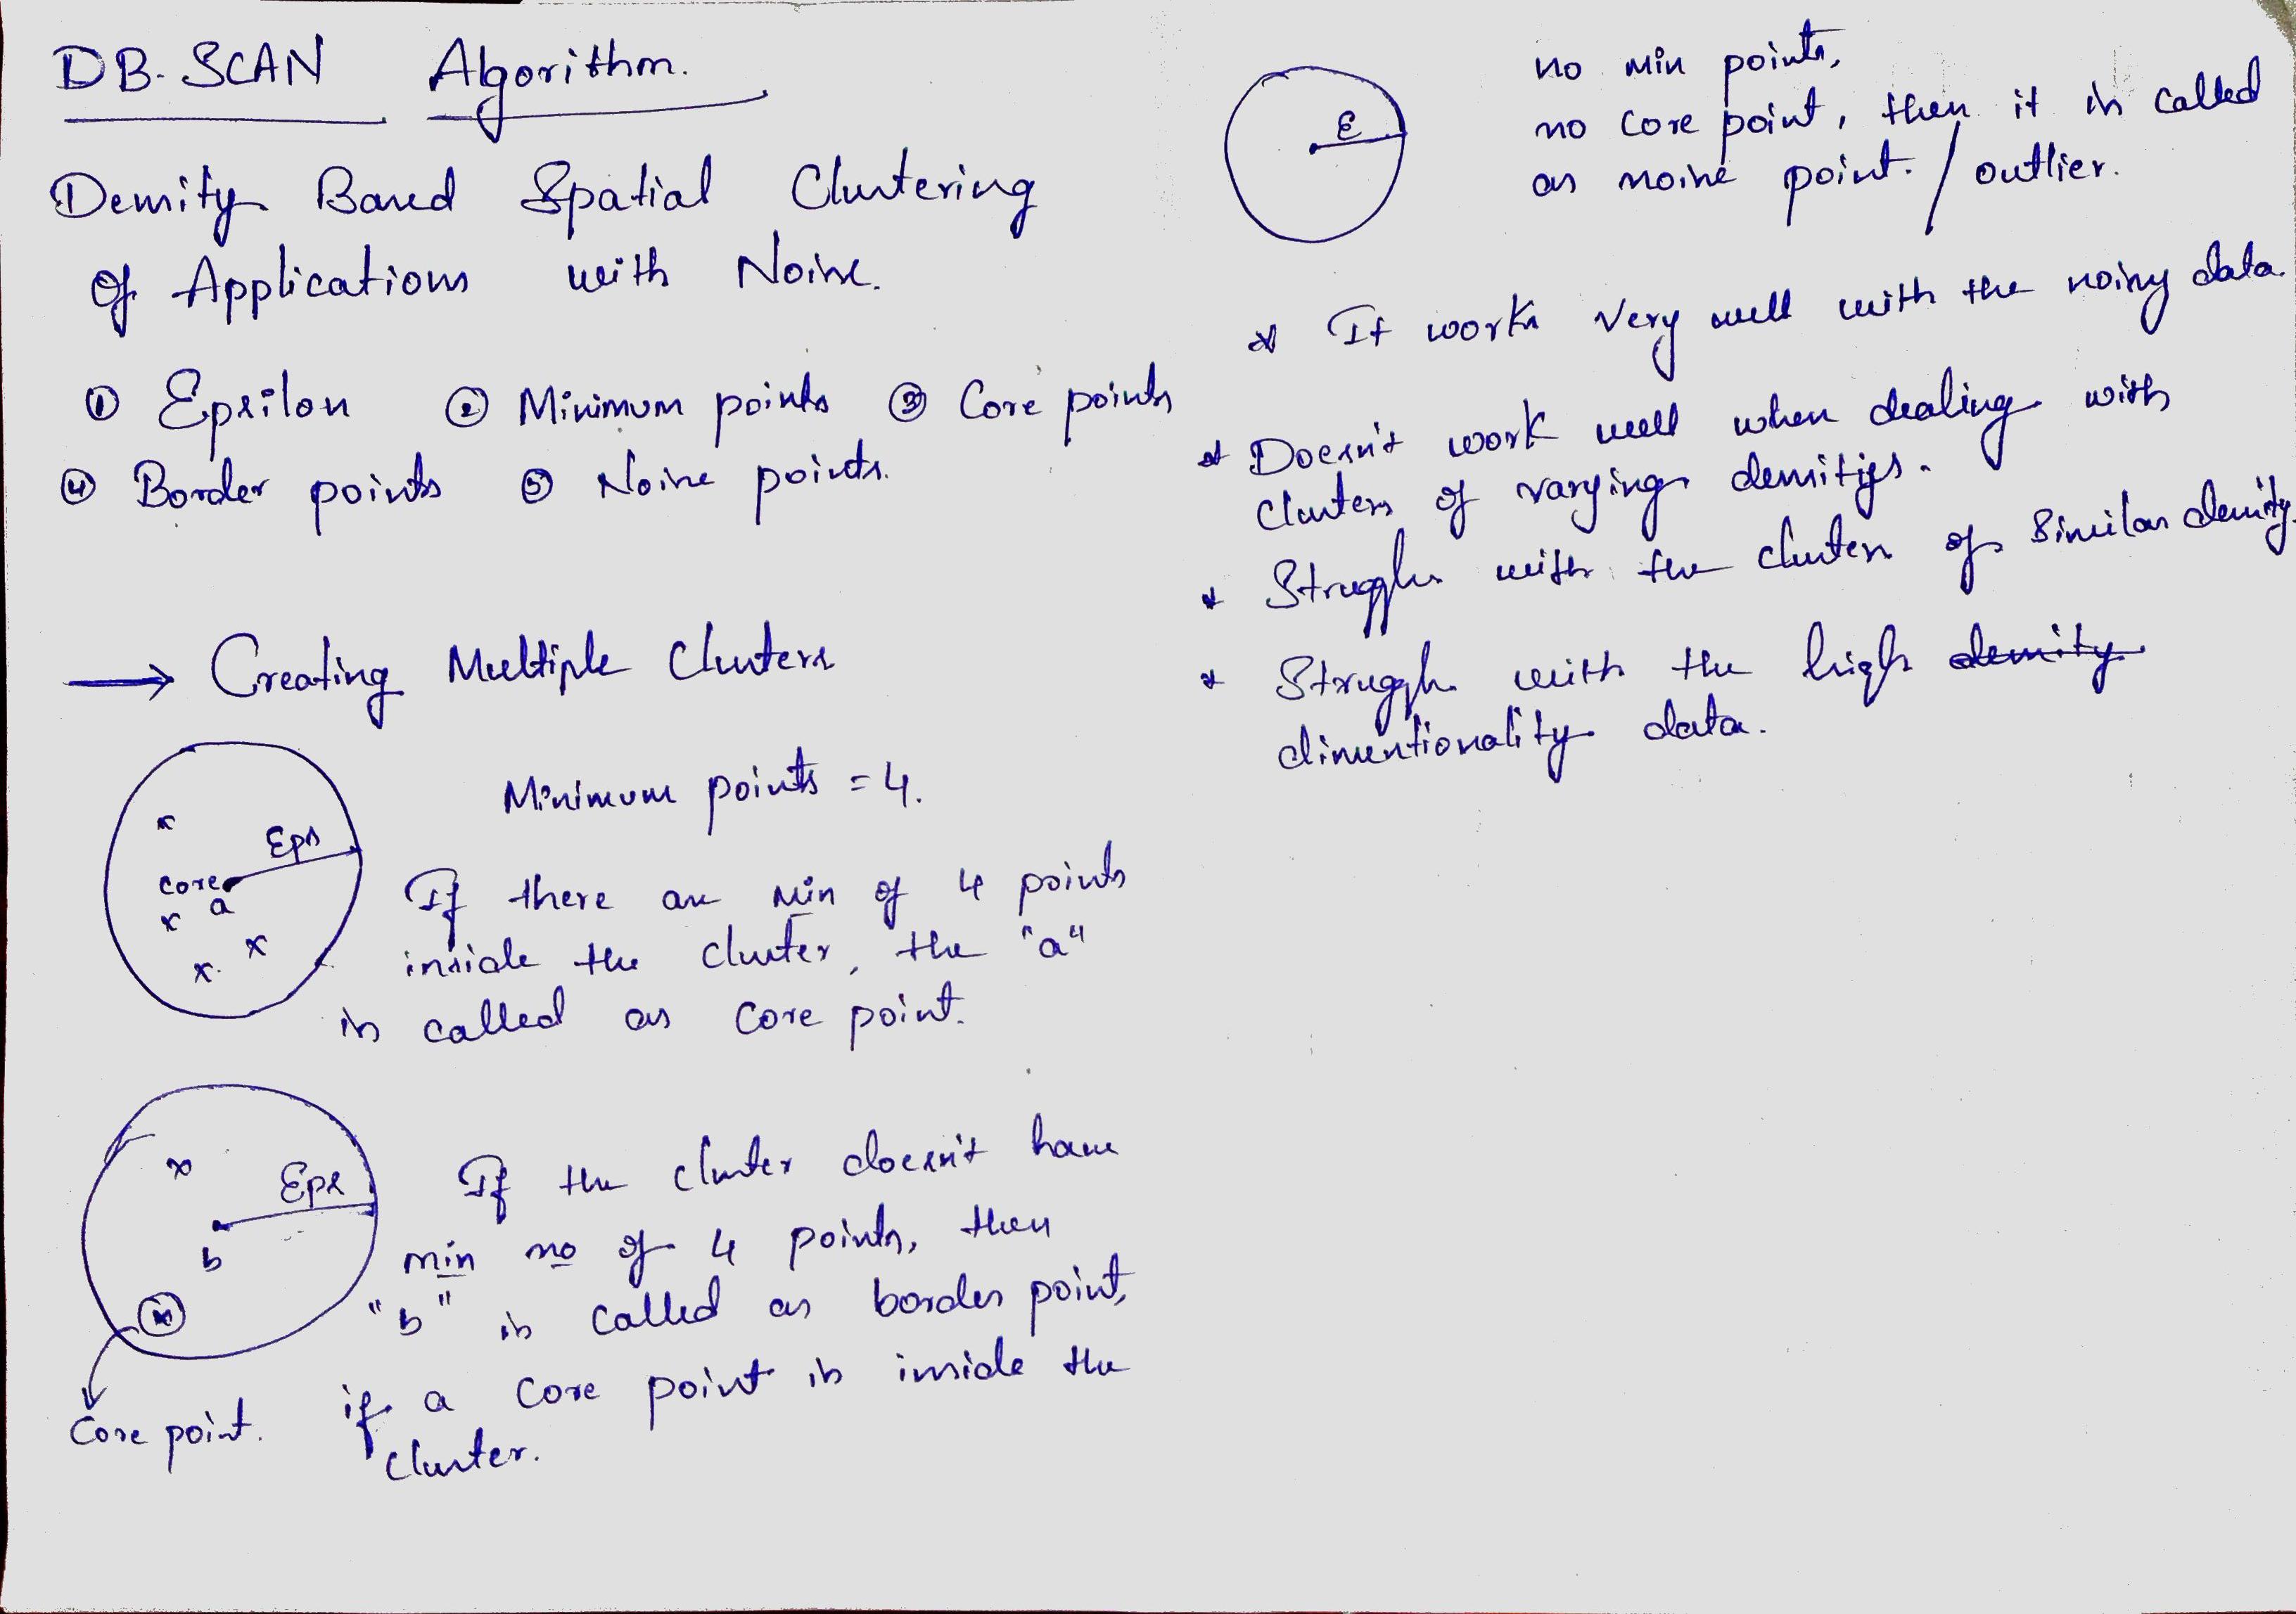 DB-SCAN Algorithm.
Density Based Spatial Clustering
of Applications with Noise.
① Epsilon ② Minimum points ③ Core points
④ Border points ⑤ Noise points.
→ Creating Multiple Clusters
Minimum points = 4.
x
Eps
core
a
x
x
x
If there are min of 4 points
inside the cluster, the "a"
is called as core point.
x
Eps
b
x
Core point.
If the cluster doesn't have
min no of 4 points, then
"b" is called as border point,
if a core point is inside the
cluster.
ε
no min points,
no core point, then it is called
as noise point. / outlier.
* It works very well with the noisy data.
* Doesn't work well when dealing with
clusters of varying densities.
* Struggles with the clusters of similar density.
* Struggles with the high density
dimentionality data.